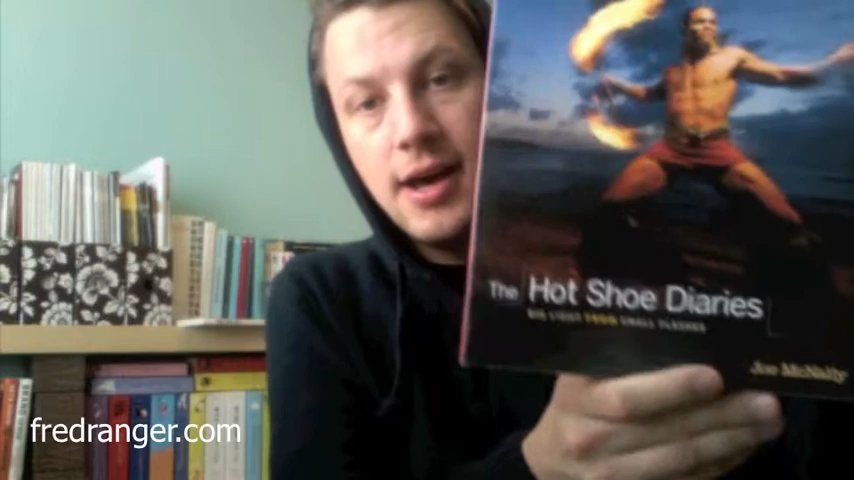 The Hot Shoe Diaries
BIG LIGHT FROM SMALL FLASHES
Joe McNally
fredranger.com